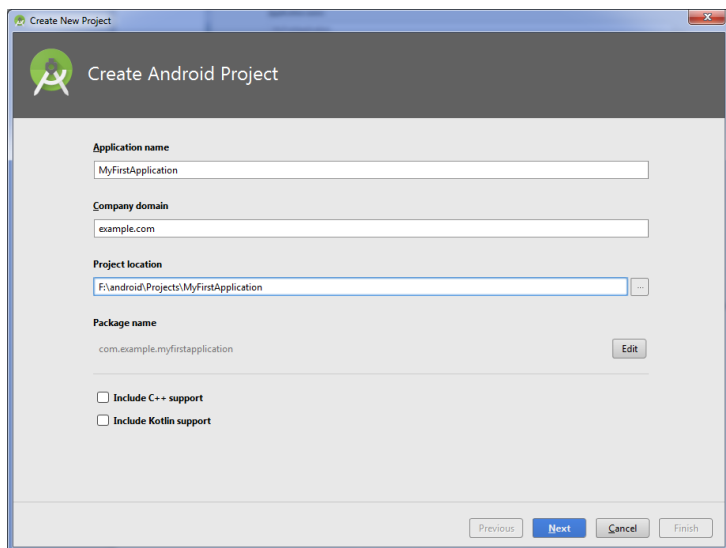 Create New Project
Create Android Project
Application name
MyFirstApplication
Company domain
example.com
Project location
F:\android\Projects\MyFirstApplication
...
Package name
com.example.myfirstapplication
Edit
Include C++ support
Include Kotlin support
Previous
Next
Cancel
Finish